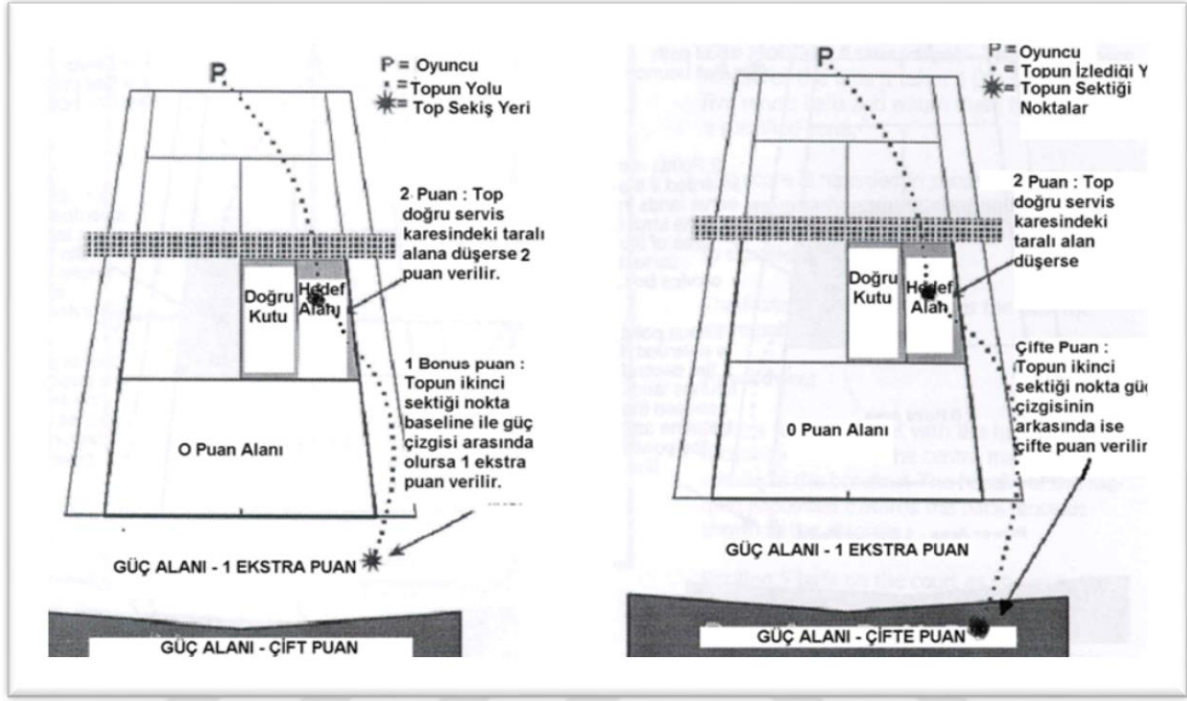 P
P = Oyuncu
= Topun Yolu
= Top Sekiş Yeri
2 Puan : Top
doğru servis
karesindeki taralı
alana düşerse 2
puan verilir.
Doğru
Kutu
Hedef
Alanı
1 Bonus puan :
Topun ikinci
sektiği nokta
baseline ile güç
çizgisi arasında
olursa 1 ekstra
puan verilir.
O Puan Alanı
GÜÇ ALANI - 1 EKSTRA PUAN
GÜÇ ALANI - ÇİFT PUAN
P
P = Oyuncu
= Topun İzlediği Y
= Topun Sektiği
Noktalar
2 Puan : Top
doğru servis
karesindeki
taralı alan
düşerse
Doğru
Kutu
Hedef
Alan
Çifte Puan :
Topun ikinci
sektiği nokta güç
çizgisinin
arkasında ise
çifte puan verilir
0 Puan Alanı
GÜÇ ALANI - 1 EKSTRA PUAN
GÜÇ ALANI - ÇİFTE PUAN